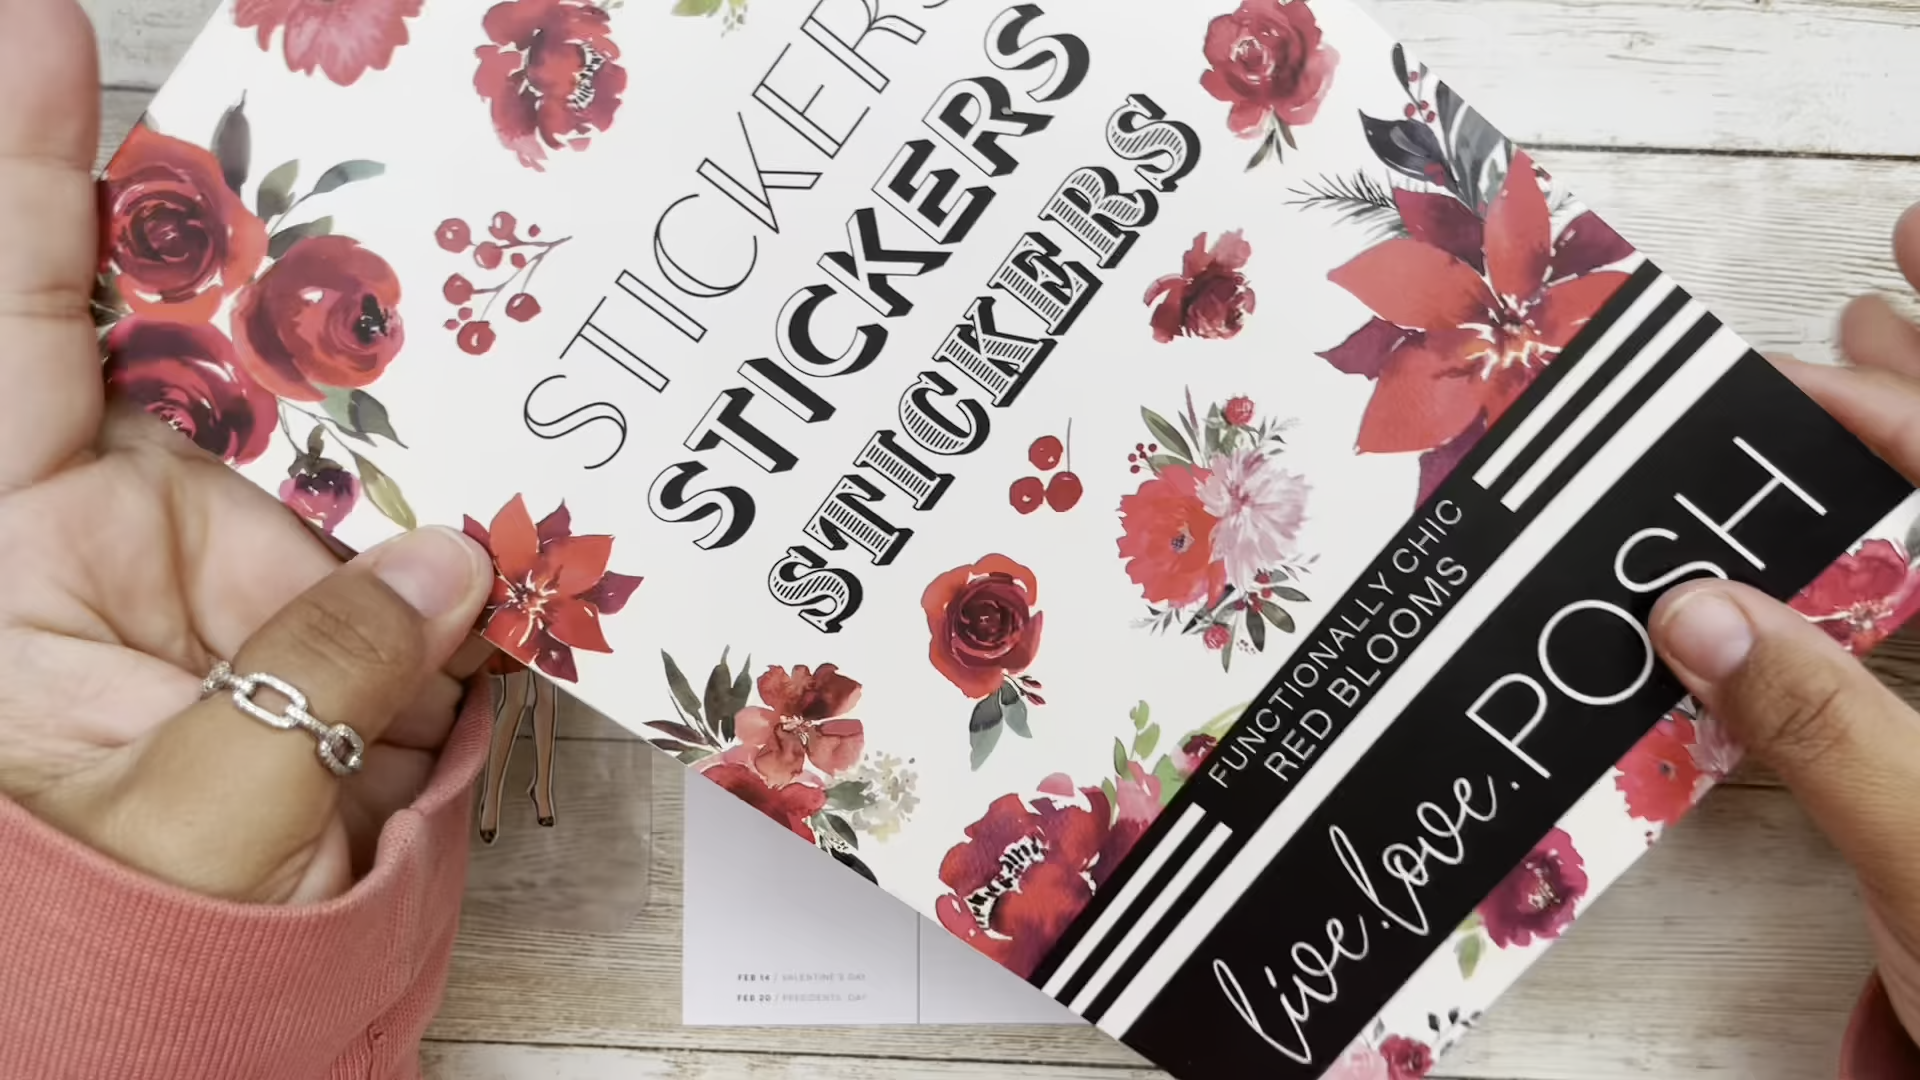 STICKERS
STICKERS
STICKERS
FUNCTIONALLY CHIC
RED BLOOMS
live.love.POSH
FEB 14 / VALENTINE'S DAY
FEB 20 / PRESIDENTS' DAY